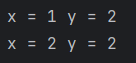 x = 1 y = 2
x = 2 y = 2